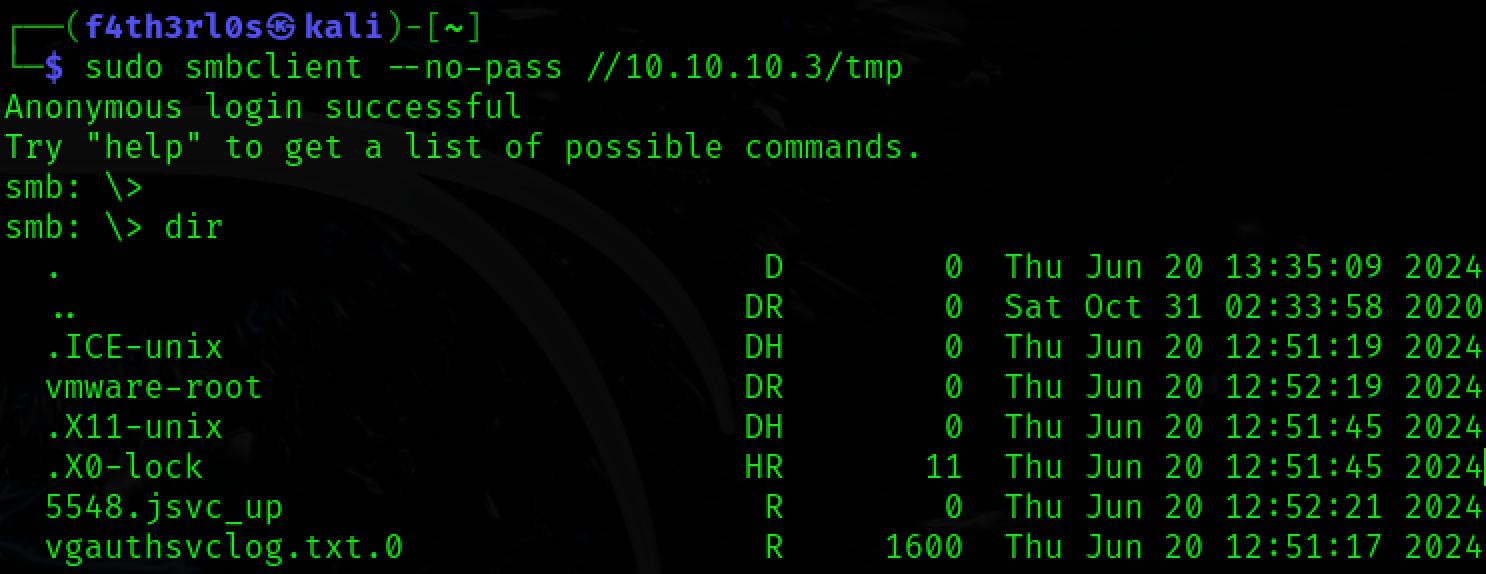 ┌──(f4th3rl0s㉿kali)-[~]
└─$ sudo smbclient --no-pass //10.10.10.3/tmp
Anonymous login successful
Try "help" to get a list of possible commands.
smb: \>
smb: \> dir
  .                                   D        0  Thu Jun 20 13:35:09 2024
  ..                                 DR        0  Sat Oct 31 02:33:58 2020
  .ICE-unix                          DH        0  Thu Jun 20 12:51:19 2024
  vmware-root                        DR        0  Thu Jun 20 12:52:19 2024
  .X11-unix                          DH        0  Thu Jun 20 12:51:45 2024
  .X0-lock                           HR       11  Thu Jun 20 12:51:45 2024
  5548.jsvc_up                        R        0  Thu Jun 20 12:52:21 2024
  vgauthsvclog.txt.0                  R     1600  Thu Jun 20 12:51:17 2024